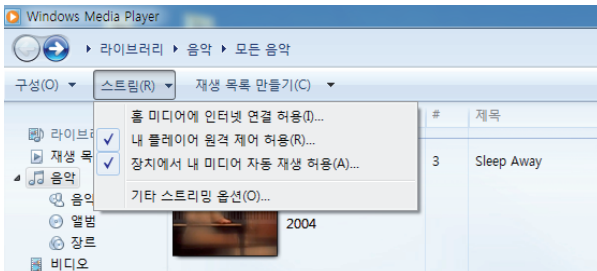 Windows Media Player
라이브러리 ▸ 음악 ▸ 모든 음악
구성(O) 스트림(R) 재생 목록 만들기(C)
홈 미디어에 인터넷 연결 허용(I)...
내 플레이어 원격 제어 허용(R)...
장치에서 내 미디어 자동 재생 허용(A)...
기타 스트리밍 옵션(O)...
# 제목
3 Sleep Away
2004
재생 목
음악
앨범
장르
비디오